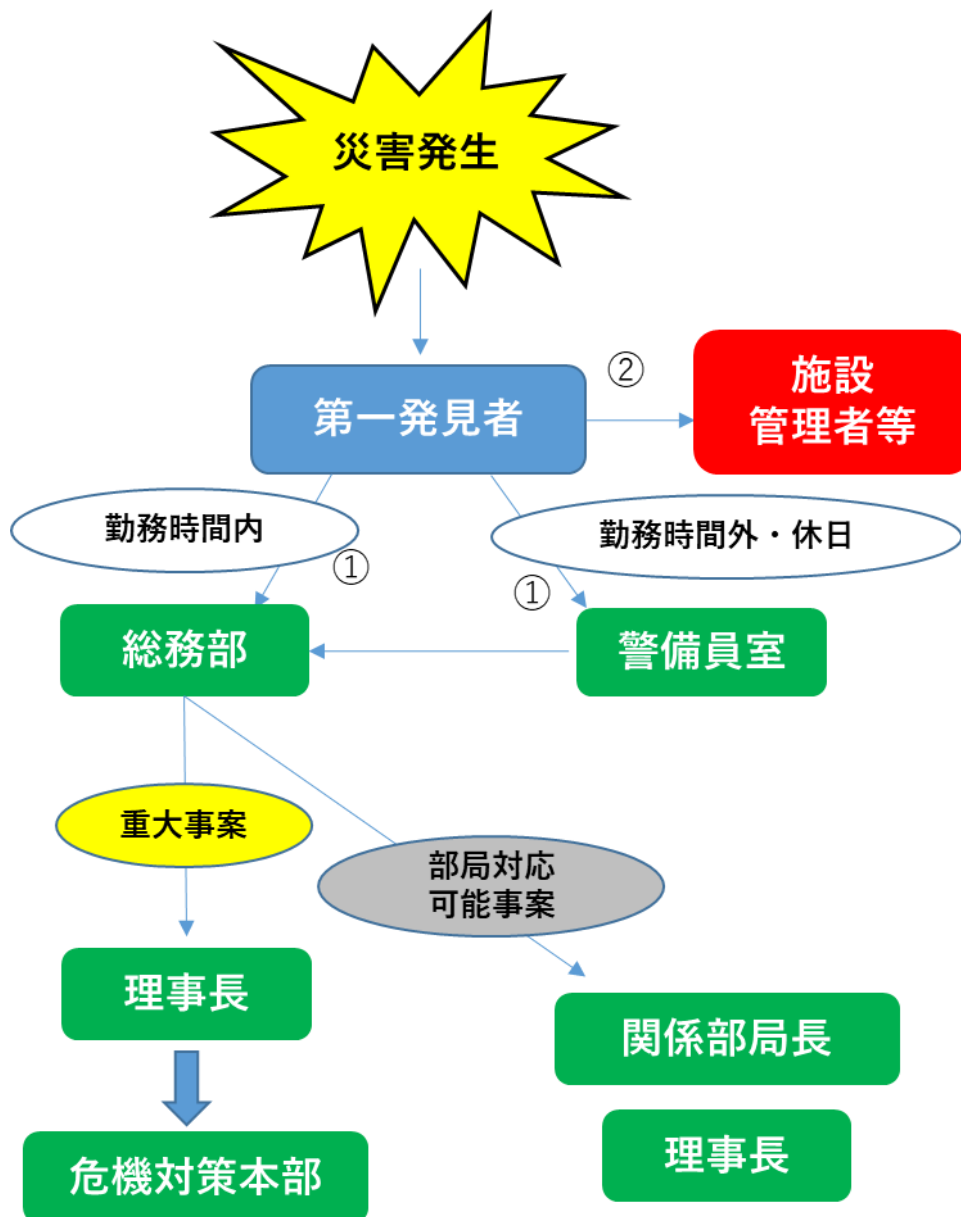 災害発生
第一発見者
②
施設
管理者等
勤務時間内
勤務時間外・休日
①
①
総務部
警備員室
重大事案
部局対応
可能事案
理事長
関係部局長
理事長
危機対策本部